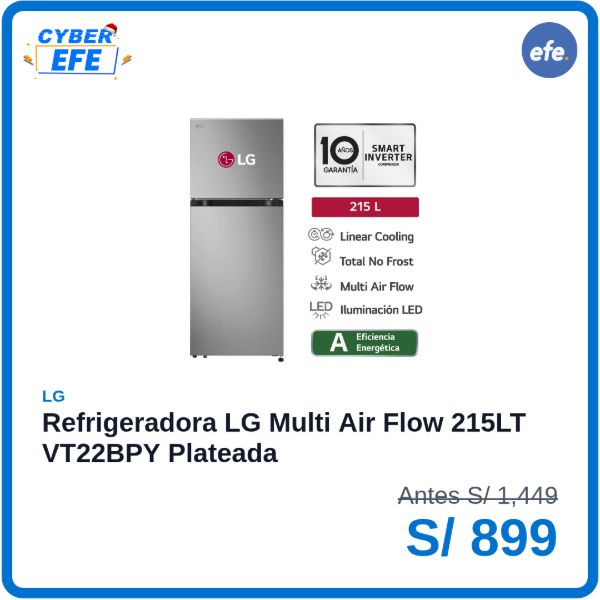 CYBER
EFE
efe.
LG
10 AÑOS
GARANTÍA
SMART
INVERTER
COMPRESSOR
215 L
Linear Cooling
Total No Frost
Multi Air Flow
LED Iluminación LED
A Eficiencia
Energética
LG
Refrigeradora LG Multi Air Flow 215LT
VT22BPY Plateada
Antes S/ 1,449
S/ 899